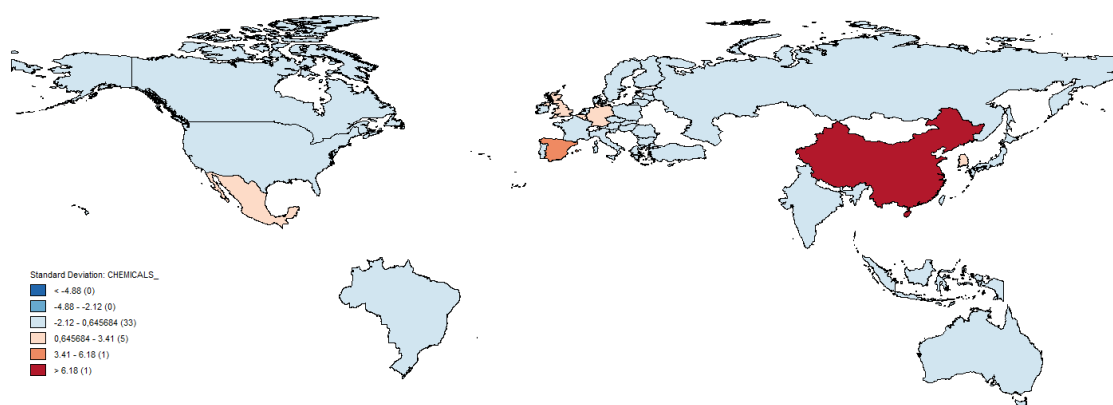 Standard Deviation: CHEMICALS_
< -4.88 (0)
-4.88 - -2.12 (0)
-2.12 - 0,645684 (33)
0,645684 - 3.41 (5)
3.41 - 6.18 (1)
> 6.18 (1)